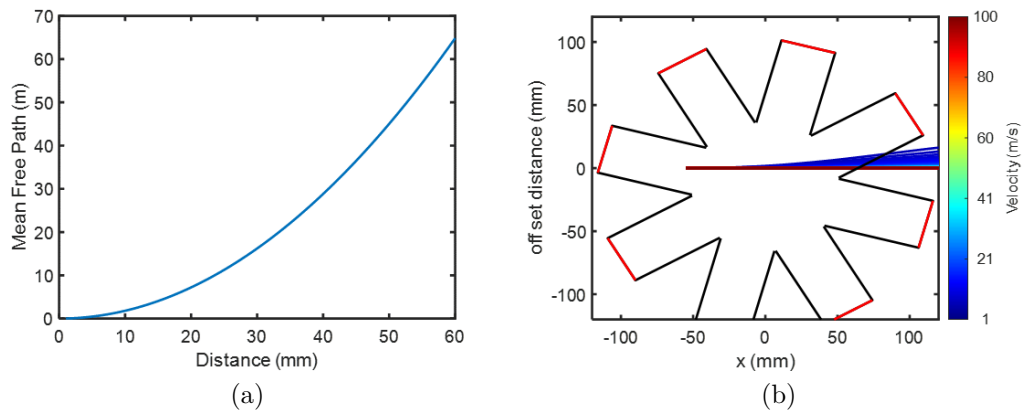 70
60
50
40
30
20
10
0
Mean Free Path (m)
0 10 20 30 40 50 60
Distance (mm)
(a)
100
50
0
-50
-100
off set distance (mm)
-100 -50 0 50 100
x (mm)
100
80
60
41
21
1
Velocity (m/s)
(b)